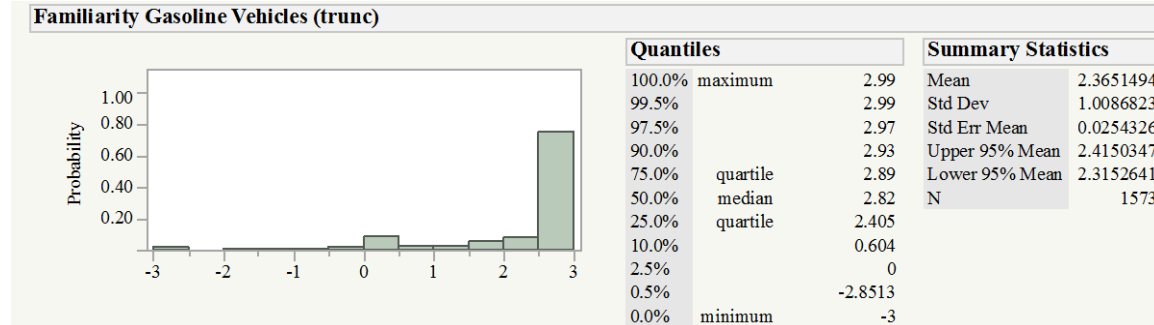 Familiarity Gasoline Vehicles (trunc)
Probability
1.00
0.80
0.60
0.40
0.20
-3 -2 -1 0 1 2 3
Quantiles
100.0% maximum 2.99
99.5% 2.99
97.5% 2.97
90.0% 2.93
75.0% quartile 2.89
50.0% median 2.82
25.0% quartile 2.405
10.0% 0.604
2.5% 0
0.5% -2.8513
0.0% minimum -3
Summary Statistics
Mean 2.3651494
Std Dev 1.0086823
Std Err Mean 0.0254326
Upper 95% Mean 2.4150347
Lower 95% Mean 2.3152641
N 1573